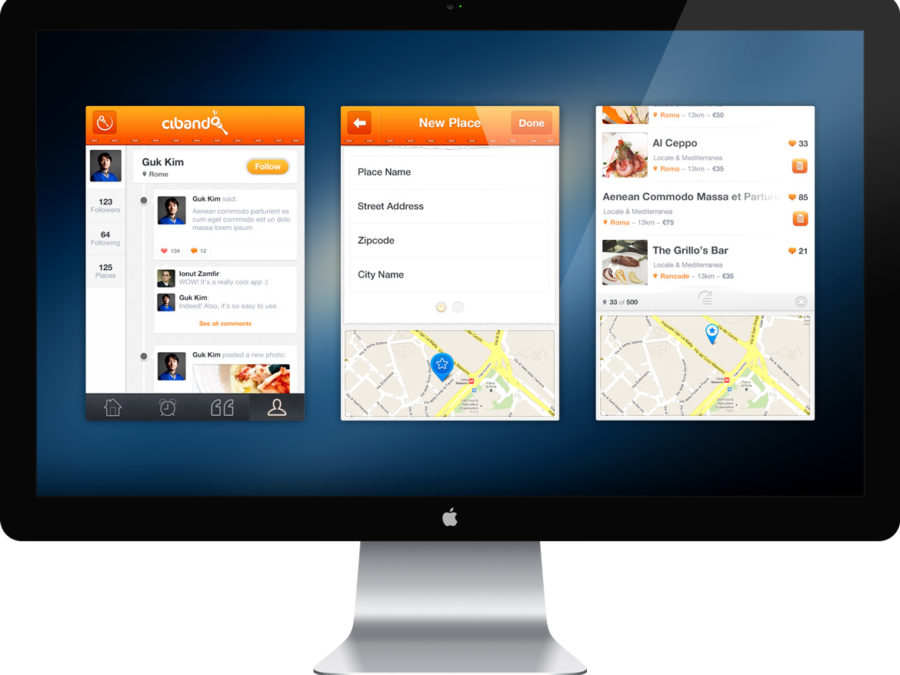 cibando
Guk Kim
Rome
Follow
123
Followers
64
Following
125
Places
Guk Kim said:
Aenean commodo parturient es
cum eget commodo est un dolo
massa lorem ipsum.
134 12
Ionut Zamfir
WOW! It's a really cool app :)
Guk Kim
Indeed! Also, it's so easy to use.
See all comments
Guk Kim posted a new photo:
New Place
Done
Place Name
Street Address
Zipcode
City Name
Roma – 13km – €50
Al Ceppo
33
Locale & Mediterranea
Roma – 13km – €35
Aenean Commodo Massa et Partur
85
Locale & Mediterranea
Roma – 13km – €75
The Grillo's Bar
21
Locale & Mediterranea
Roncade – 13km – €35
33 of 500